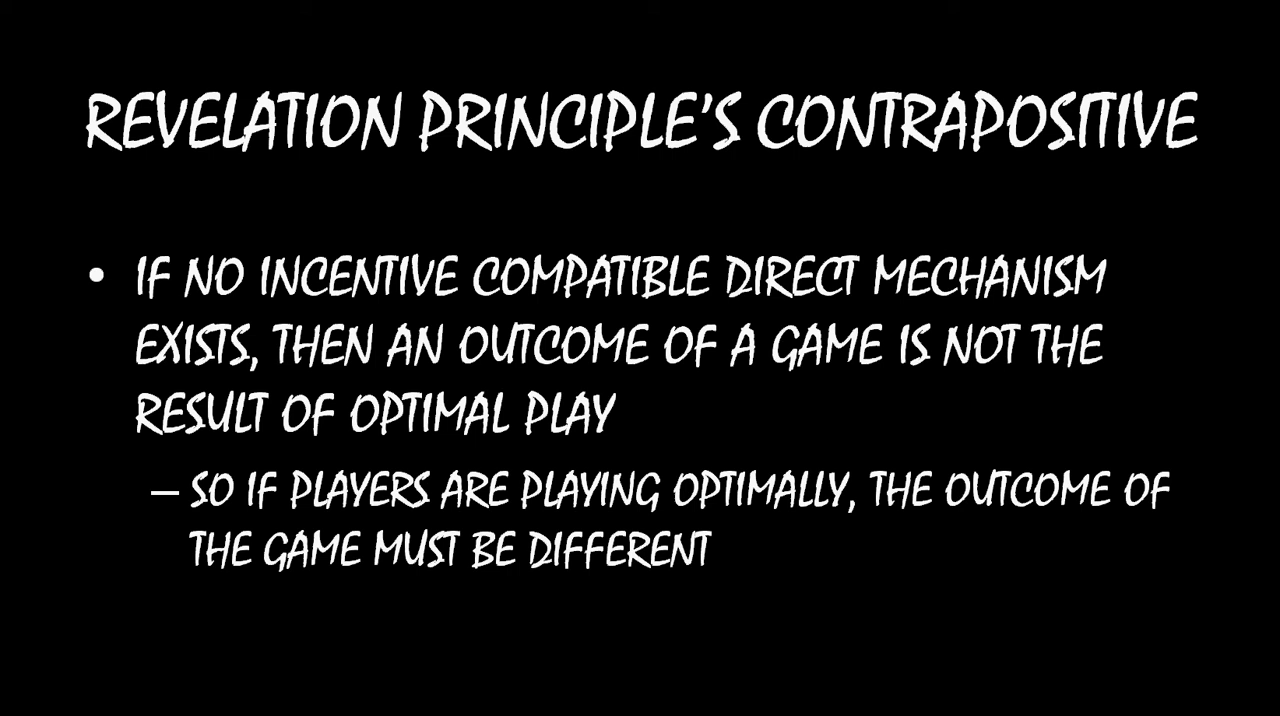 REVELATION PRINCIPLE'S CONTRAPOSITIVE
• IF NO INCENTIVE COMPATIBLE DIRECT MECHANISM
EXISTS, THEN AN OUTCOME OF A GAME IS NOT THE
RESULT OF OPTIMAL PLAY
– SO IF PLAYERS ARE PLAYING OPTIMALLY, THE OUTCOME OF
THE GAME MUST BE DIFFERENT